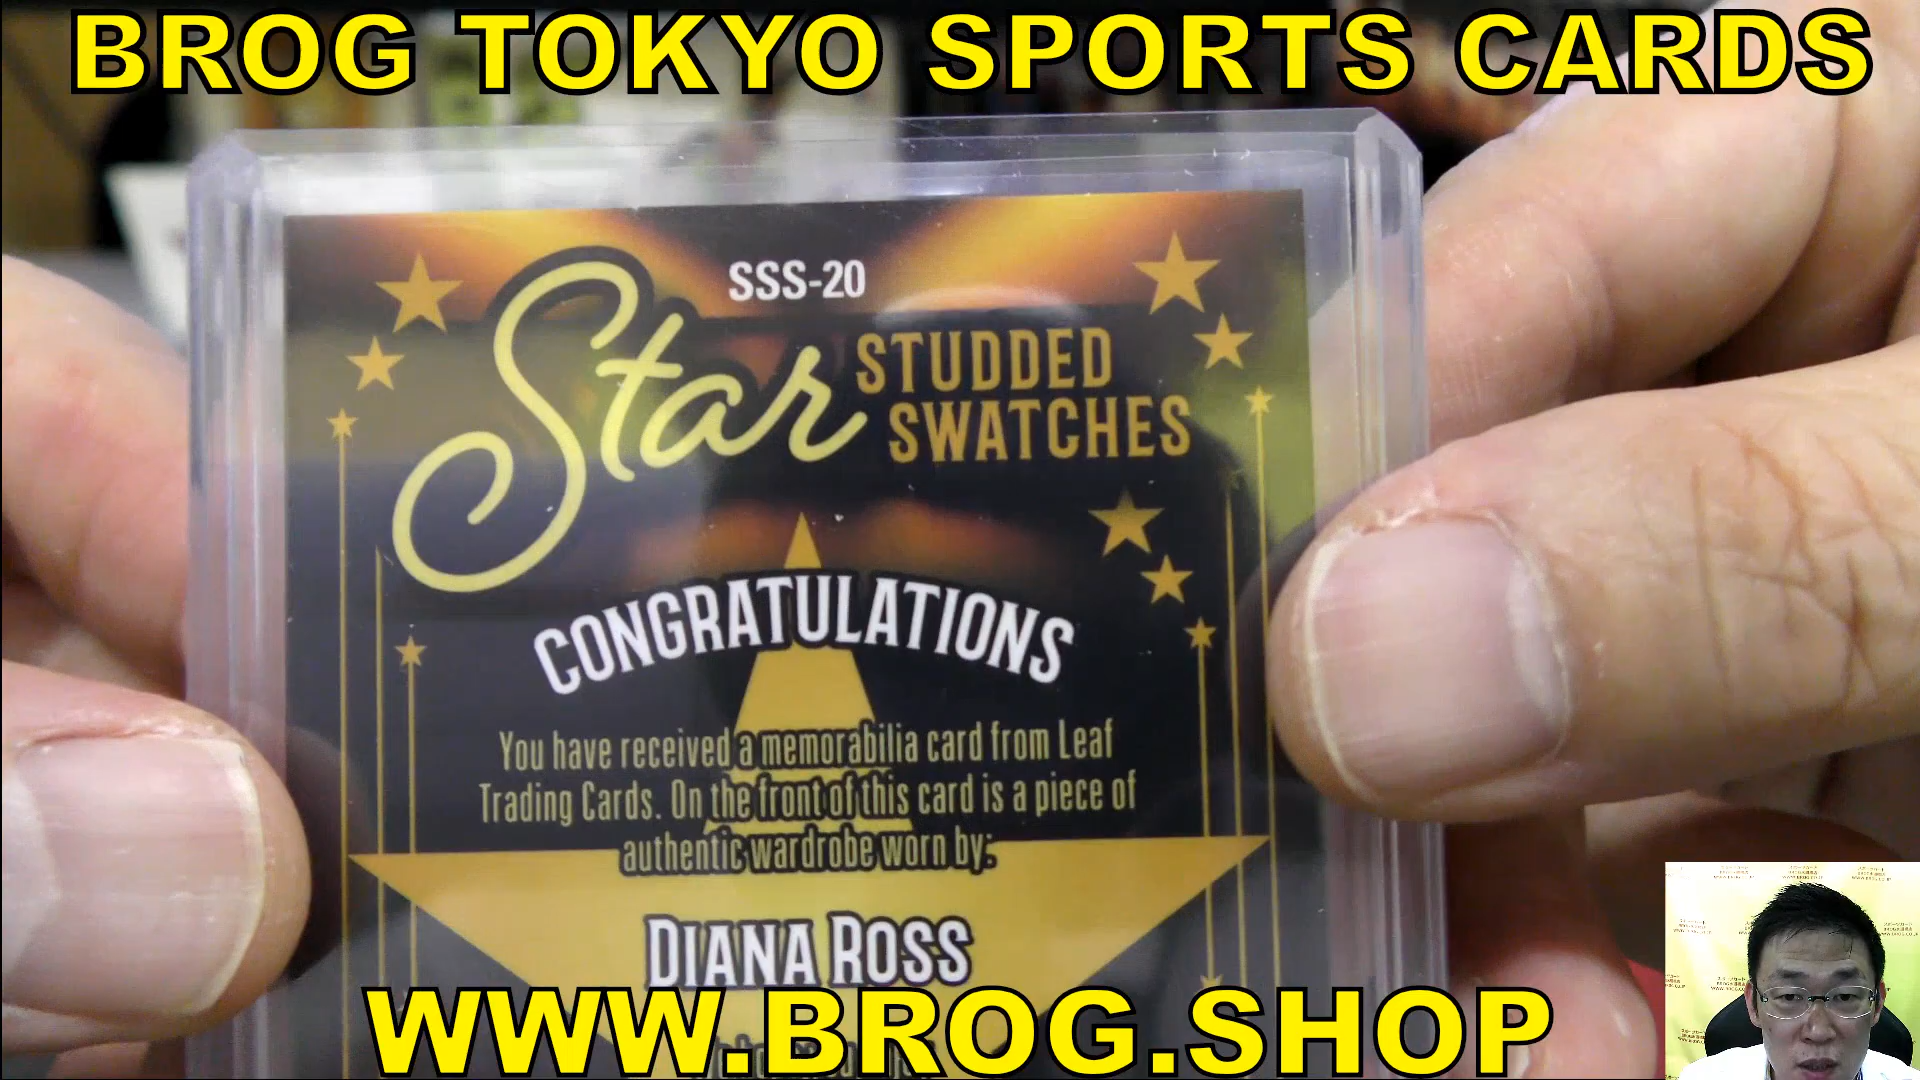 BROG TOKYO SPORTS CARDS
SSS-20
Star STUDDED
SWATCHES
CONGRATULATIONS
You have received a memorabilia card from Leaf
Trading Cards. On the front of this card is a piece of
authentic wardrobe worn by:
DIANA ROSS
WWW.BROG.SHOP